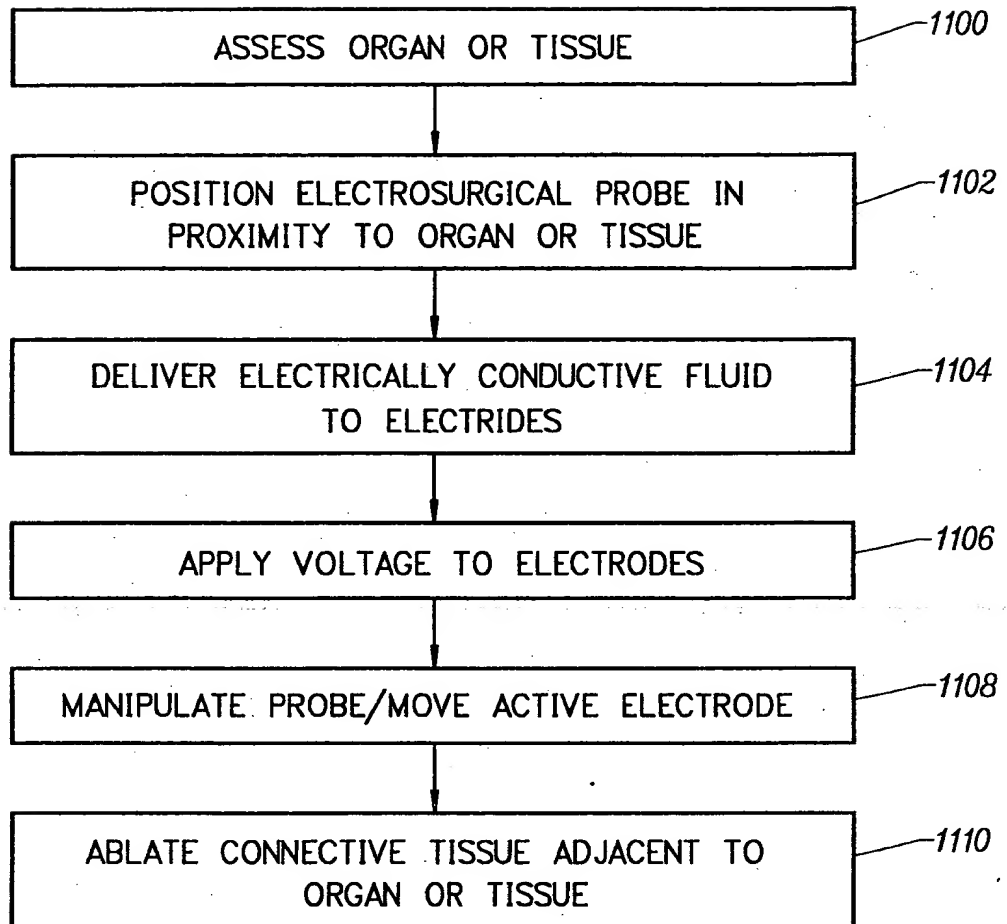 ASSESS ORGAN OR TISSUE
1100
POSITION ELECTROSURGICAL PROBE IN
PROXIMITY TO ORGAN OR TISSUE
1102
DELIVER ELECTRICALLY CONDUCTIVE FLUID
TO ELECTRIDES
1104
APPLY VOLTAGE TO ELECTRODES
1106
MANIPULATE PROBE/MOVE ACTIVE ELECTRODE
1108
ABLATE CONNECTIVE TISSUE ADJACENT TO
ORGAN OR TISSUE
1110